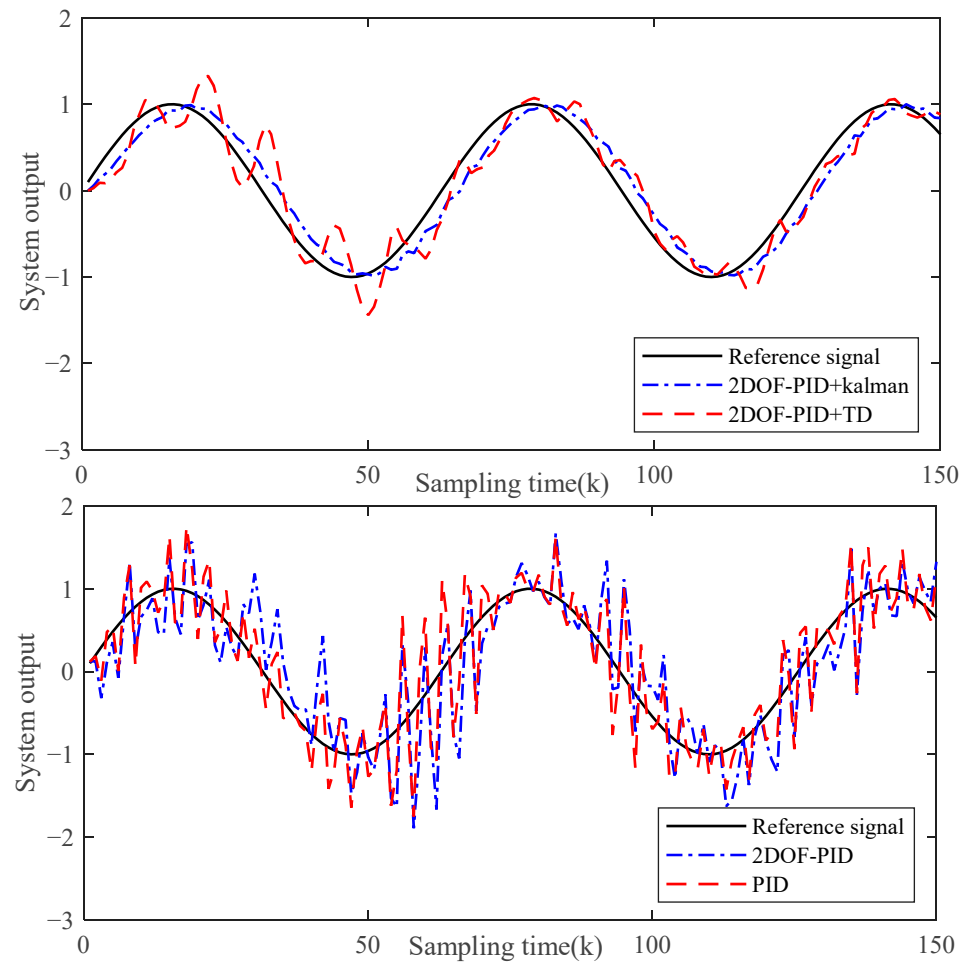 2
1
0
−1
−2
−3
System output
Reference signal
2DOF-PID+kalman
2DOF-PID+TD
0 50 100 150
Sampling time(k)
2
1
0
−1
−2
−3
System output
Reference signal
2DOF-PID
PID
0 50 100 150
Sampling time(k)